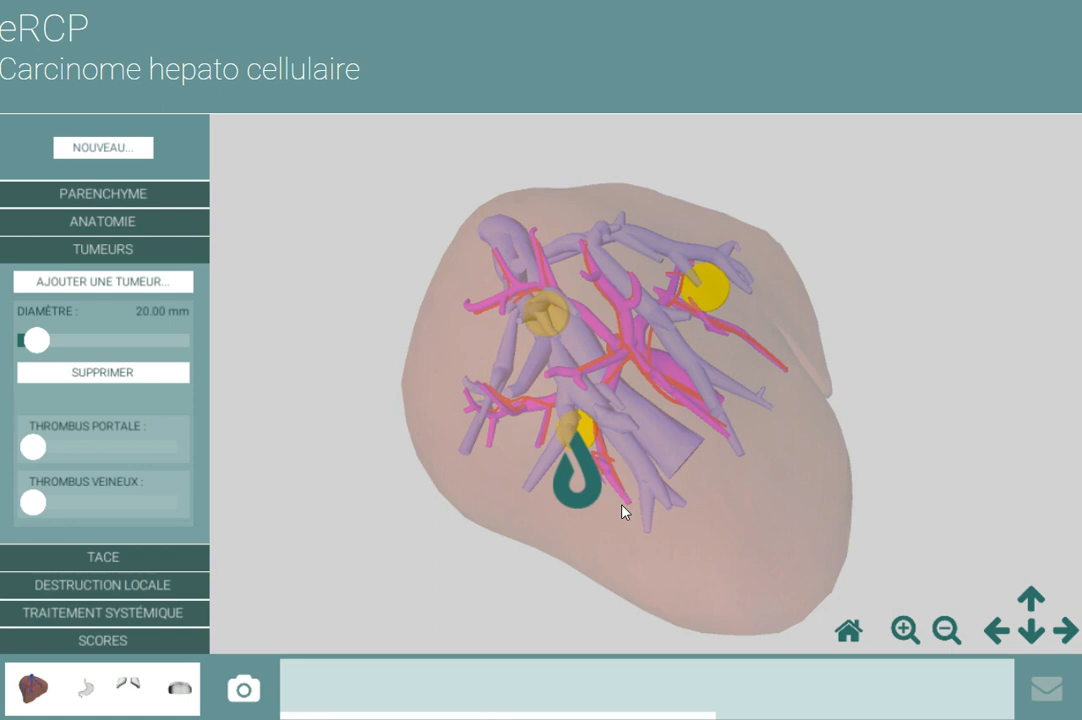 eRCP
Carcinome hepato cellulaire
NOUVEAU...
PARENCHYME
ANATOMIE
TUMEURS
AJOUTER UNE TUMEUR...
DIAMÈTRE : 20.00 mm
SUPPRIMER
THROMBUS PORTALE :
THROMBUS VEINEUX :
TACE
DESTRUCTION LOCALE
TRAITEMENT SYSTÉMIQUE
SCORES